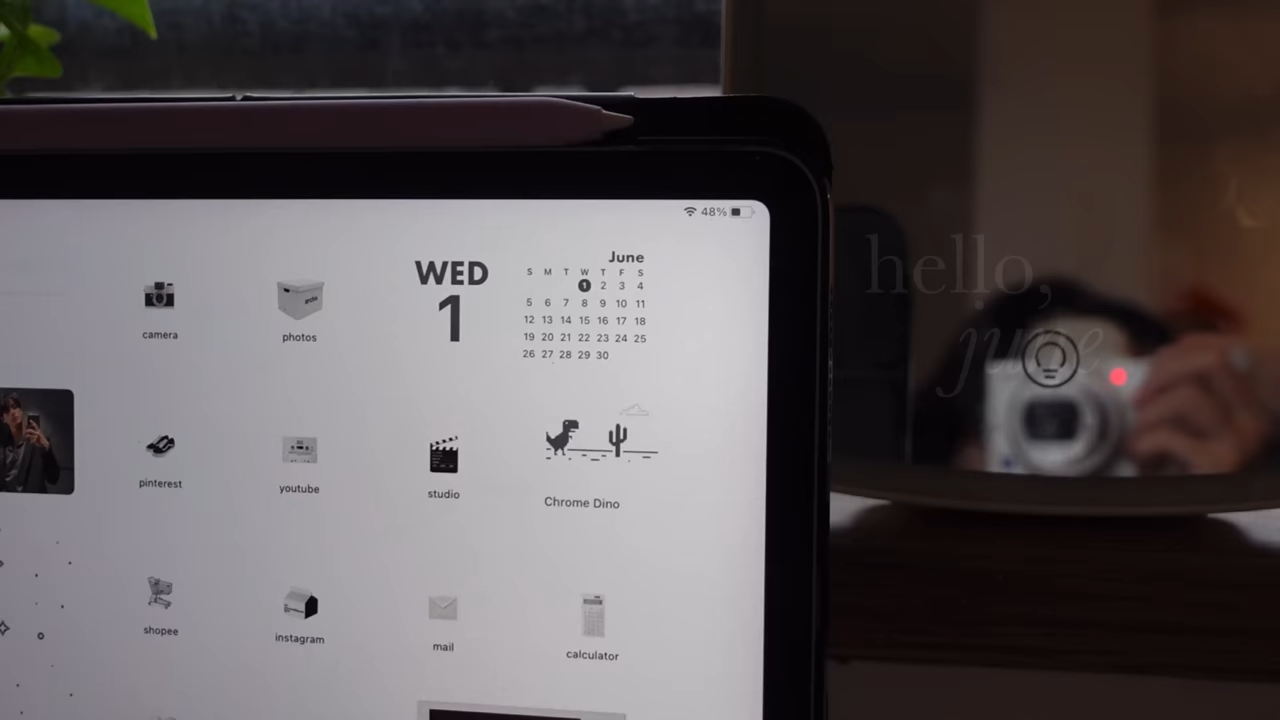 48%
WED
1
June
S M T W T F S
1 2 3 4
5 6 7 8 9 10 11
12 13 14 15 16 17 18
19 20 21 22 23 24 25
26 27 28 29 30
camera
photos
hello,
june
pinterest
youtube
studio
Chrome Dino
shopee
instagram
mail
calculator